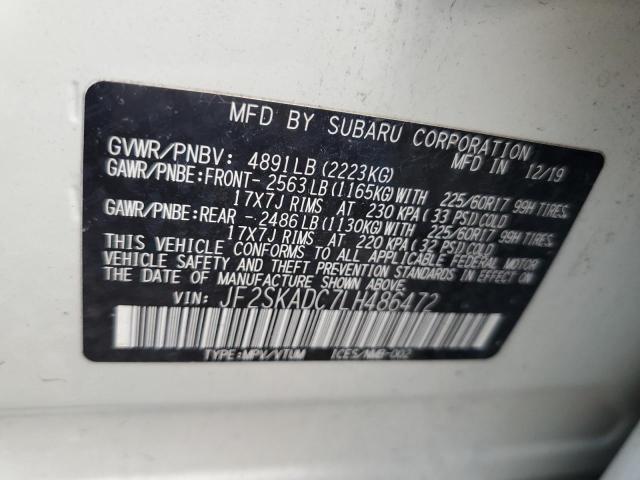 MFD BY SUBARU CORPORATION
MFD IN 12/19
GVWR/PNBV: 4891LB(2223KG)
GAWR/PNBE:FRONT-2563LB(1165KG)WITH 225/60R17 99H TIRES,
17X7J RIMS AT 230 KPA(33 PSI)COLD
GAWR/PNBE:REAR -2486LB(1130KG)WITH 225/60R17 99H TIRES,
17X7J RIMS AT 220 KPA(32 PSI)COLD
THIS VEHICLE CONFORMS TO ALL APPLICABLE FEDERAL MOTOR
VEHICLE SAFETY AND THEFT PREVENTION STANDARDS IN EFFECT ON
THE DATE OF MANUFACTURE SHOWN ABOVE.
VIN: JF2SKADC7LH486472
TYPE:MPV/VTUM ICES/NMB-002